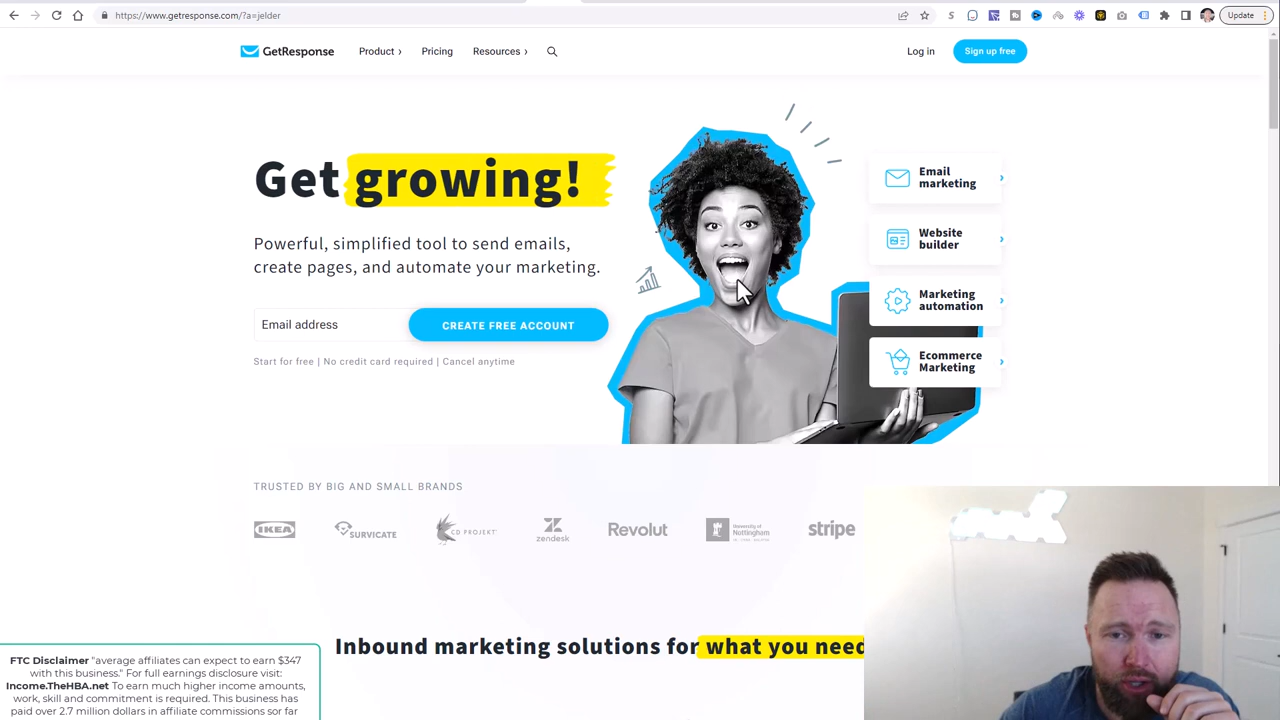 https://www.getresponse.com/?a=jelder
Update
GetResponse
Product
Pricing
Resources
Log in
Sign up free
Get growing!
Powerful, simplified tool to send emails,
create pages, and automate your marketing.
Email address
CREATE FREE ACCOUNT
Start for free | No credit card required | Cancel anytime
Email
marketing
Website
builder
Marketing
automation
Ecommerce
Marketing
TRUSTED BY BIG AND SMALL BRANDS
IKEA
SURVICATE
CD PROJEKT
zendesk
Revolut
University of
Nottingham
stripe
Inbound marketing solutions for what you need
FTC Disclaimer "average affiliates can expect to earn $347
with this business." For full earnings disclosure visit:
Income.TheHBA.net To earn much higher income amounts,
work, skill and commitment is required. This business has
paid over 2.7 million dollars in affiliate commissions sor far